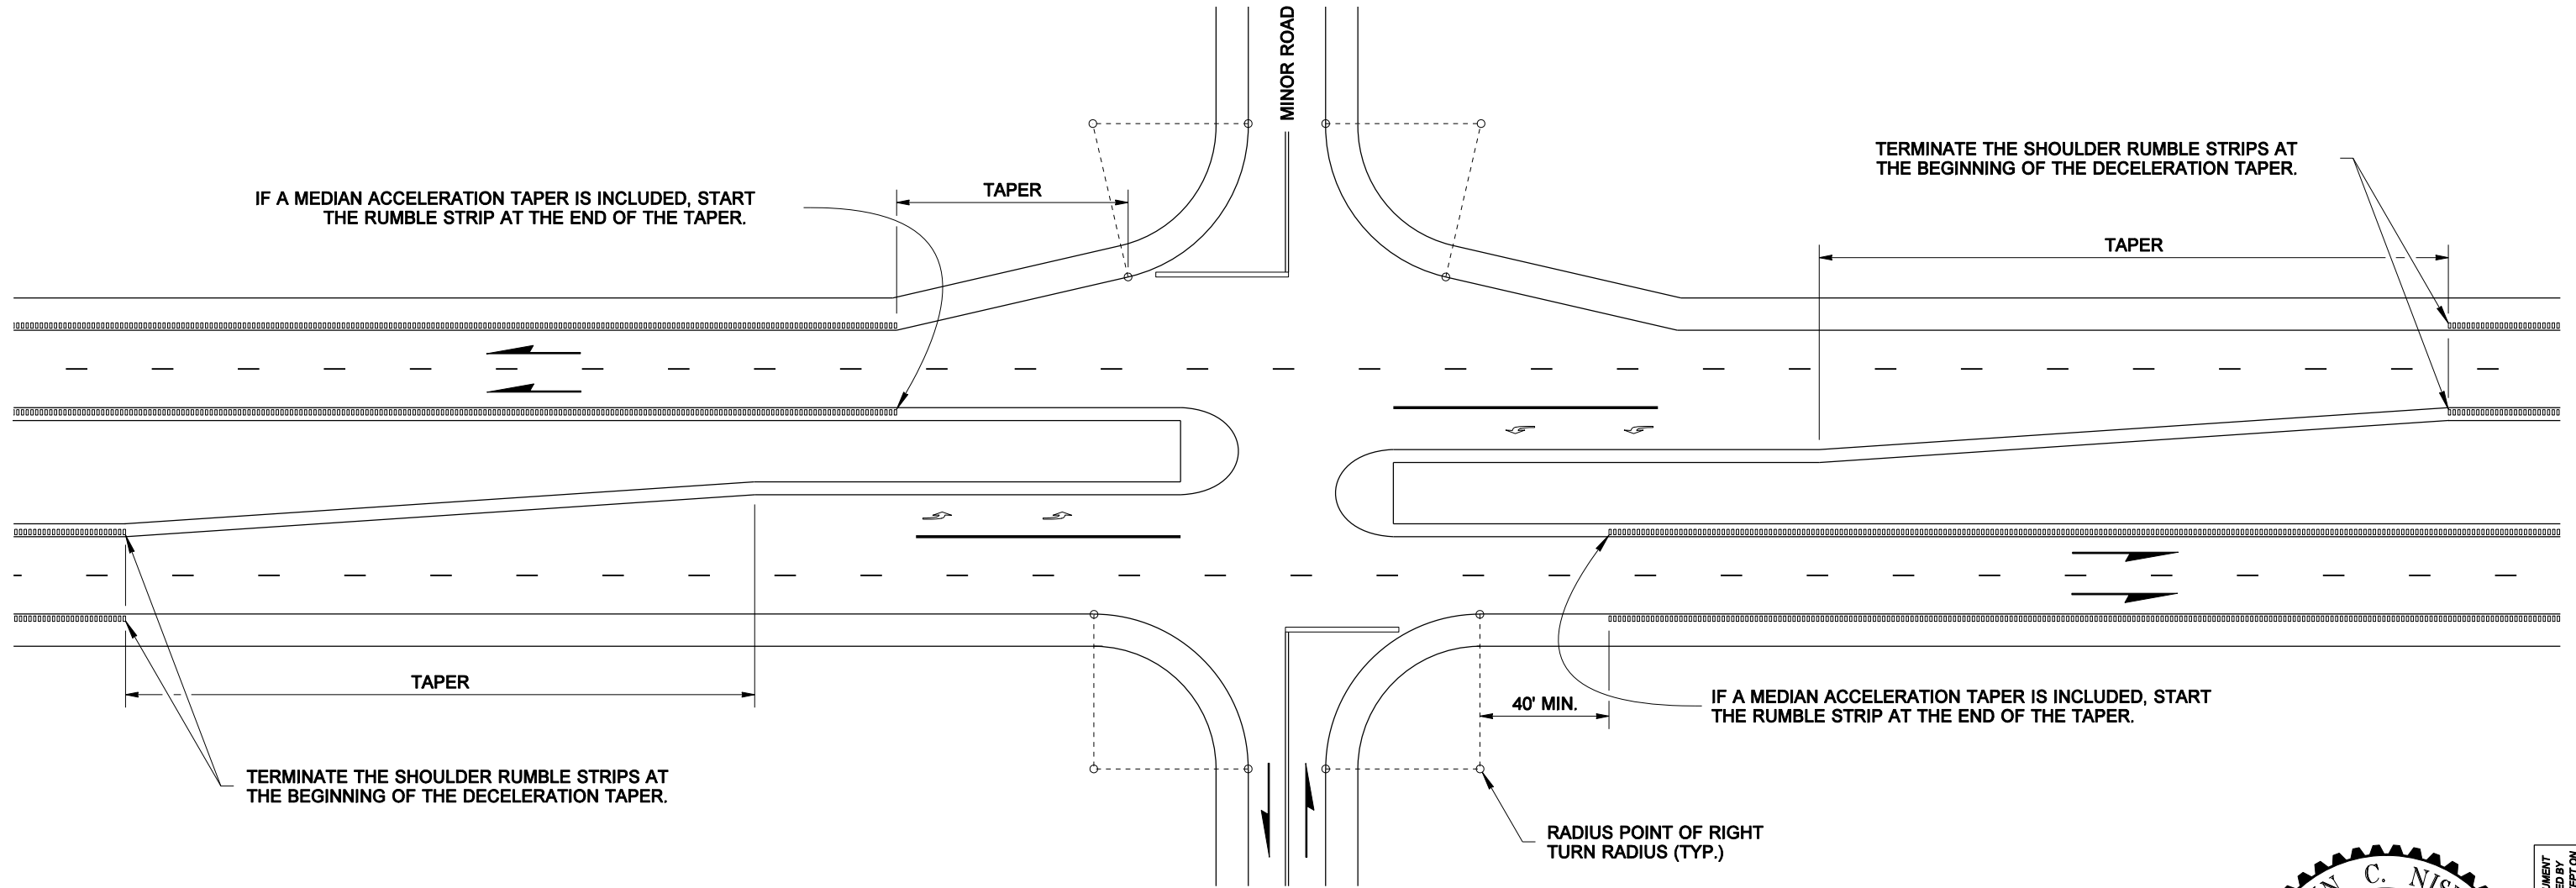 MINOR ROAD
TERMINATE THE SHOULDER RUMBLE STRIPS AT
THE BEGINNING OF THE DECELERATION TAPER.
IF A MEDIAN ACCELERATION TAPER IS INCLUDED, START
THE RUMBLE STRIP AT THE END OF THE TAPER.
TAPER
TAPER
TAPER
40' MIN.
IF A MEDIAN ACCELERATION TAPER IS INCLUDED, START
THE RUMBLE STRIP AT THE END OF THE TAPER.
TERMINATE THE SHOULDER RUMBLE STRIPS AT
THE BEGINNING OF THE DECELERATION TAPER.
RADIUS POINT OF RIGHT
TURN RADIUS (TYP.)
C.